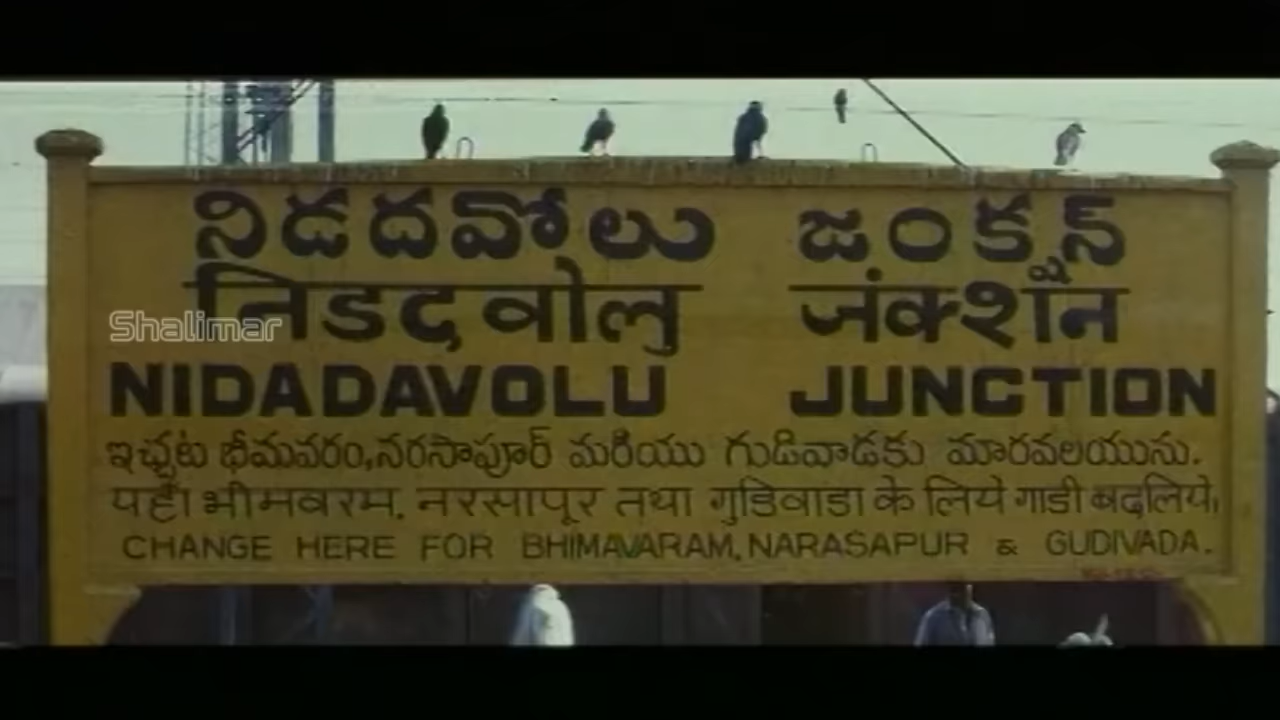 నిడదవోలు జంక్షన్
निडदवोलु जंक्शन
Shalimar
NIDADAVOLU JUNCTION
ఇచ్చట భీమవరం,నరసాపూర్ మరియు గుడివాడకు మారవలయును.
यहाँ भीमवरम, नरसापूर तथा गुडिवाडा के लिये गाडी बदलिये।
CHANGE HERE FOR BHIMAVARAM, NARASAPUR & GUDIVADA.